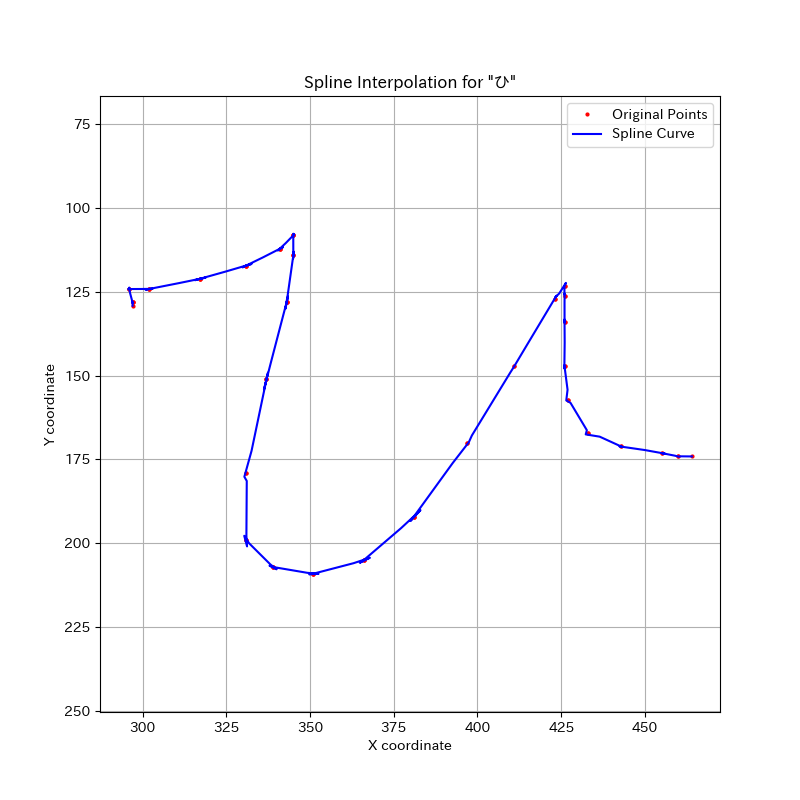 Spline Interpolation for "ひ"
Original Points
Spline Curve
75
100
125
150
175
200
225
250
Y coordinate
300 325 350 375 400 425 450
X coordinate